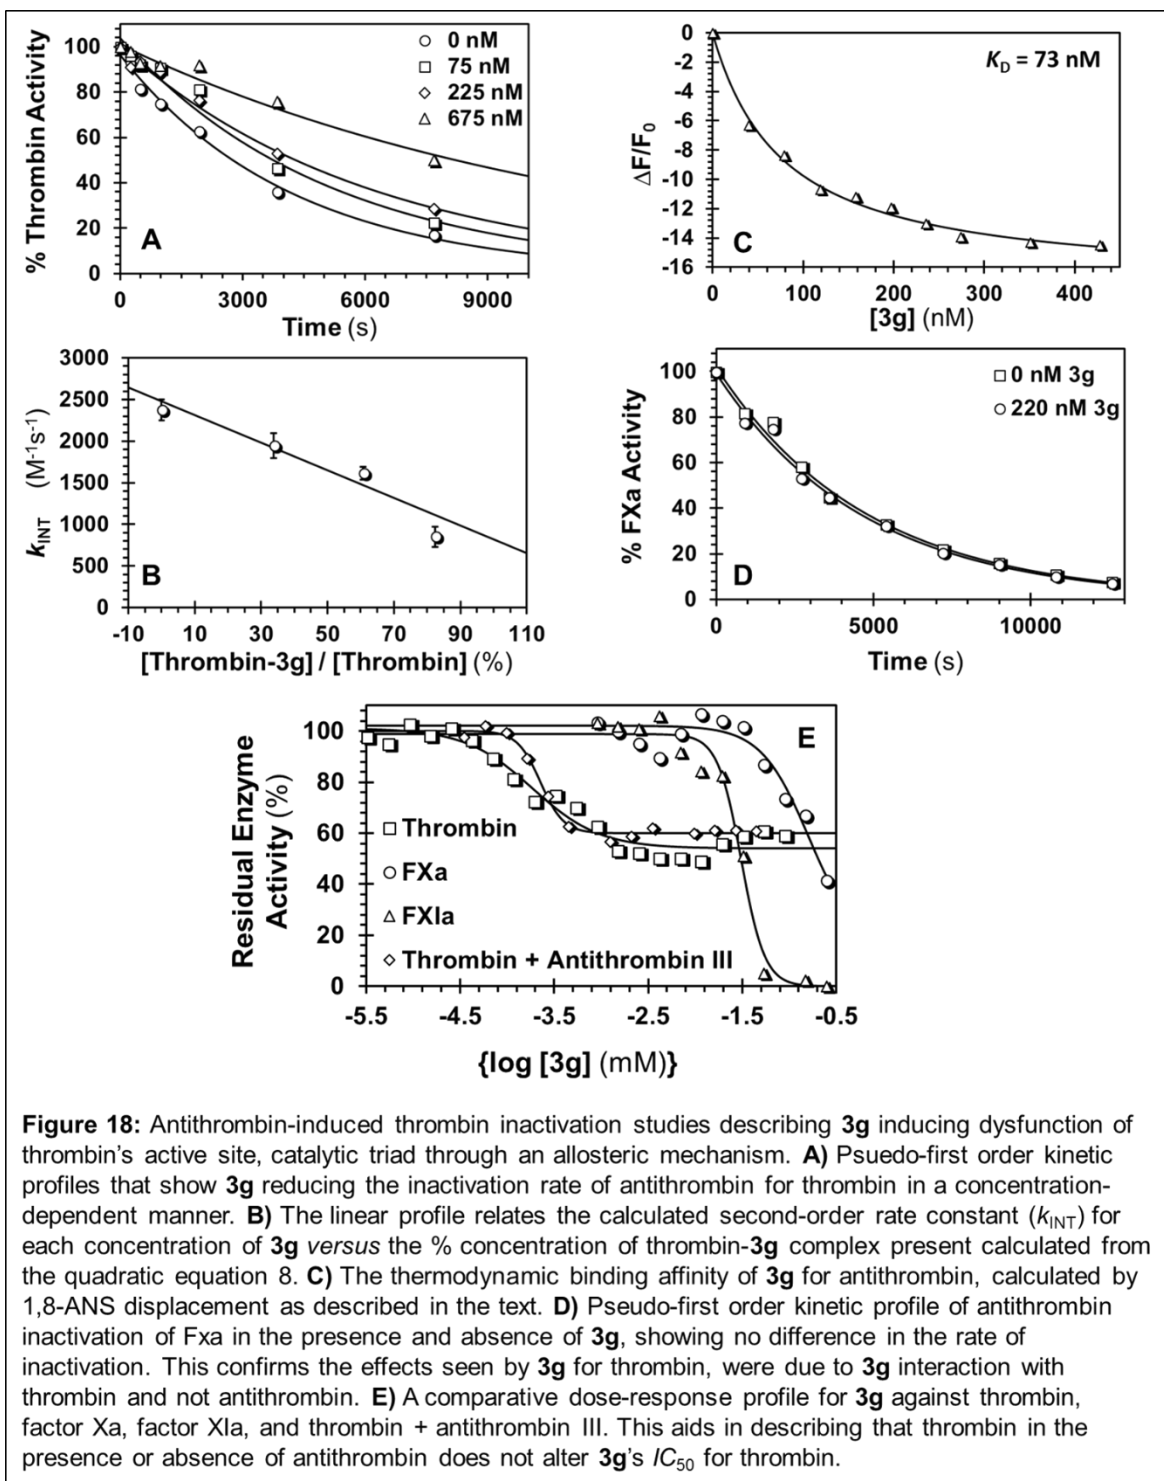 100
80
60
40
20
0
% Thrombin Activity
0 nM
75 nM
225 nM
675 nM
A
0
3000
6000
9000
Time (s)
0
-2
-4
-6
-8
-10
-12
-14
-16
ΔF/F0
KD = 73 nM
C
0
100
200
300
400
[3g] (nM)
3000
2500
2000
1500
1000
500
0
kINT (M-1s-1)
B
-10
10
30
50
70
90
110
[Thrombin-3g] / [Thrombin] (%)
100
80
60
40
20
0
% FXa Activity
0 nM 3g
220 nM 3g
D
0
5000
10000
Time (s)
100
80
60
40
20
0
Residual Enzyme
Activity (%)
E
Thrombin
FXa
FXIa
Thrombin + Antithrombin III
-5.5
-4.5
-3.5
-2.5
-1.5
-0.5
{log [3g] (mM)}
Figure 18: Antithrombin-induced thrombin inactivation studies describing 3g inducing dysfunction of
thrombin's active site, catalytic triad through an allosteric mechanism. A) Psuedo-first order kinetic
profiles that show 3g reducing the inactivation rate of antithrombin for thrombin in a concentration-
dependent manner. B) The linear profile relates the calculated second-order rate constant (kINT) for
each concentration of 3g versus the % concentration of thrombin-3g complex present calculated from
the quadratic equation 8. C) The thermodynamic binding affinity of 3g for antithrombin, calculated by
1,8-ANS displacement as described in the text. D) Pseudo-first order kinetic profile of antithrombin
inactivation of Fxa in the presence and absence of 3g, showing no difference in the rate of
inactivation. This confirms the effects seen by 3g for thrombin, were due to 3g interaction with
thrombin and not antithrombin. E) A comparative dose-response profile for 3g against thrombin,
factor Xa, factor XIa, and thrombin + antithrombin III. This aids in describing that thrombin in the
presence or absence of antithrombin does not alter 3g's IC50 for thrombin.